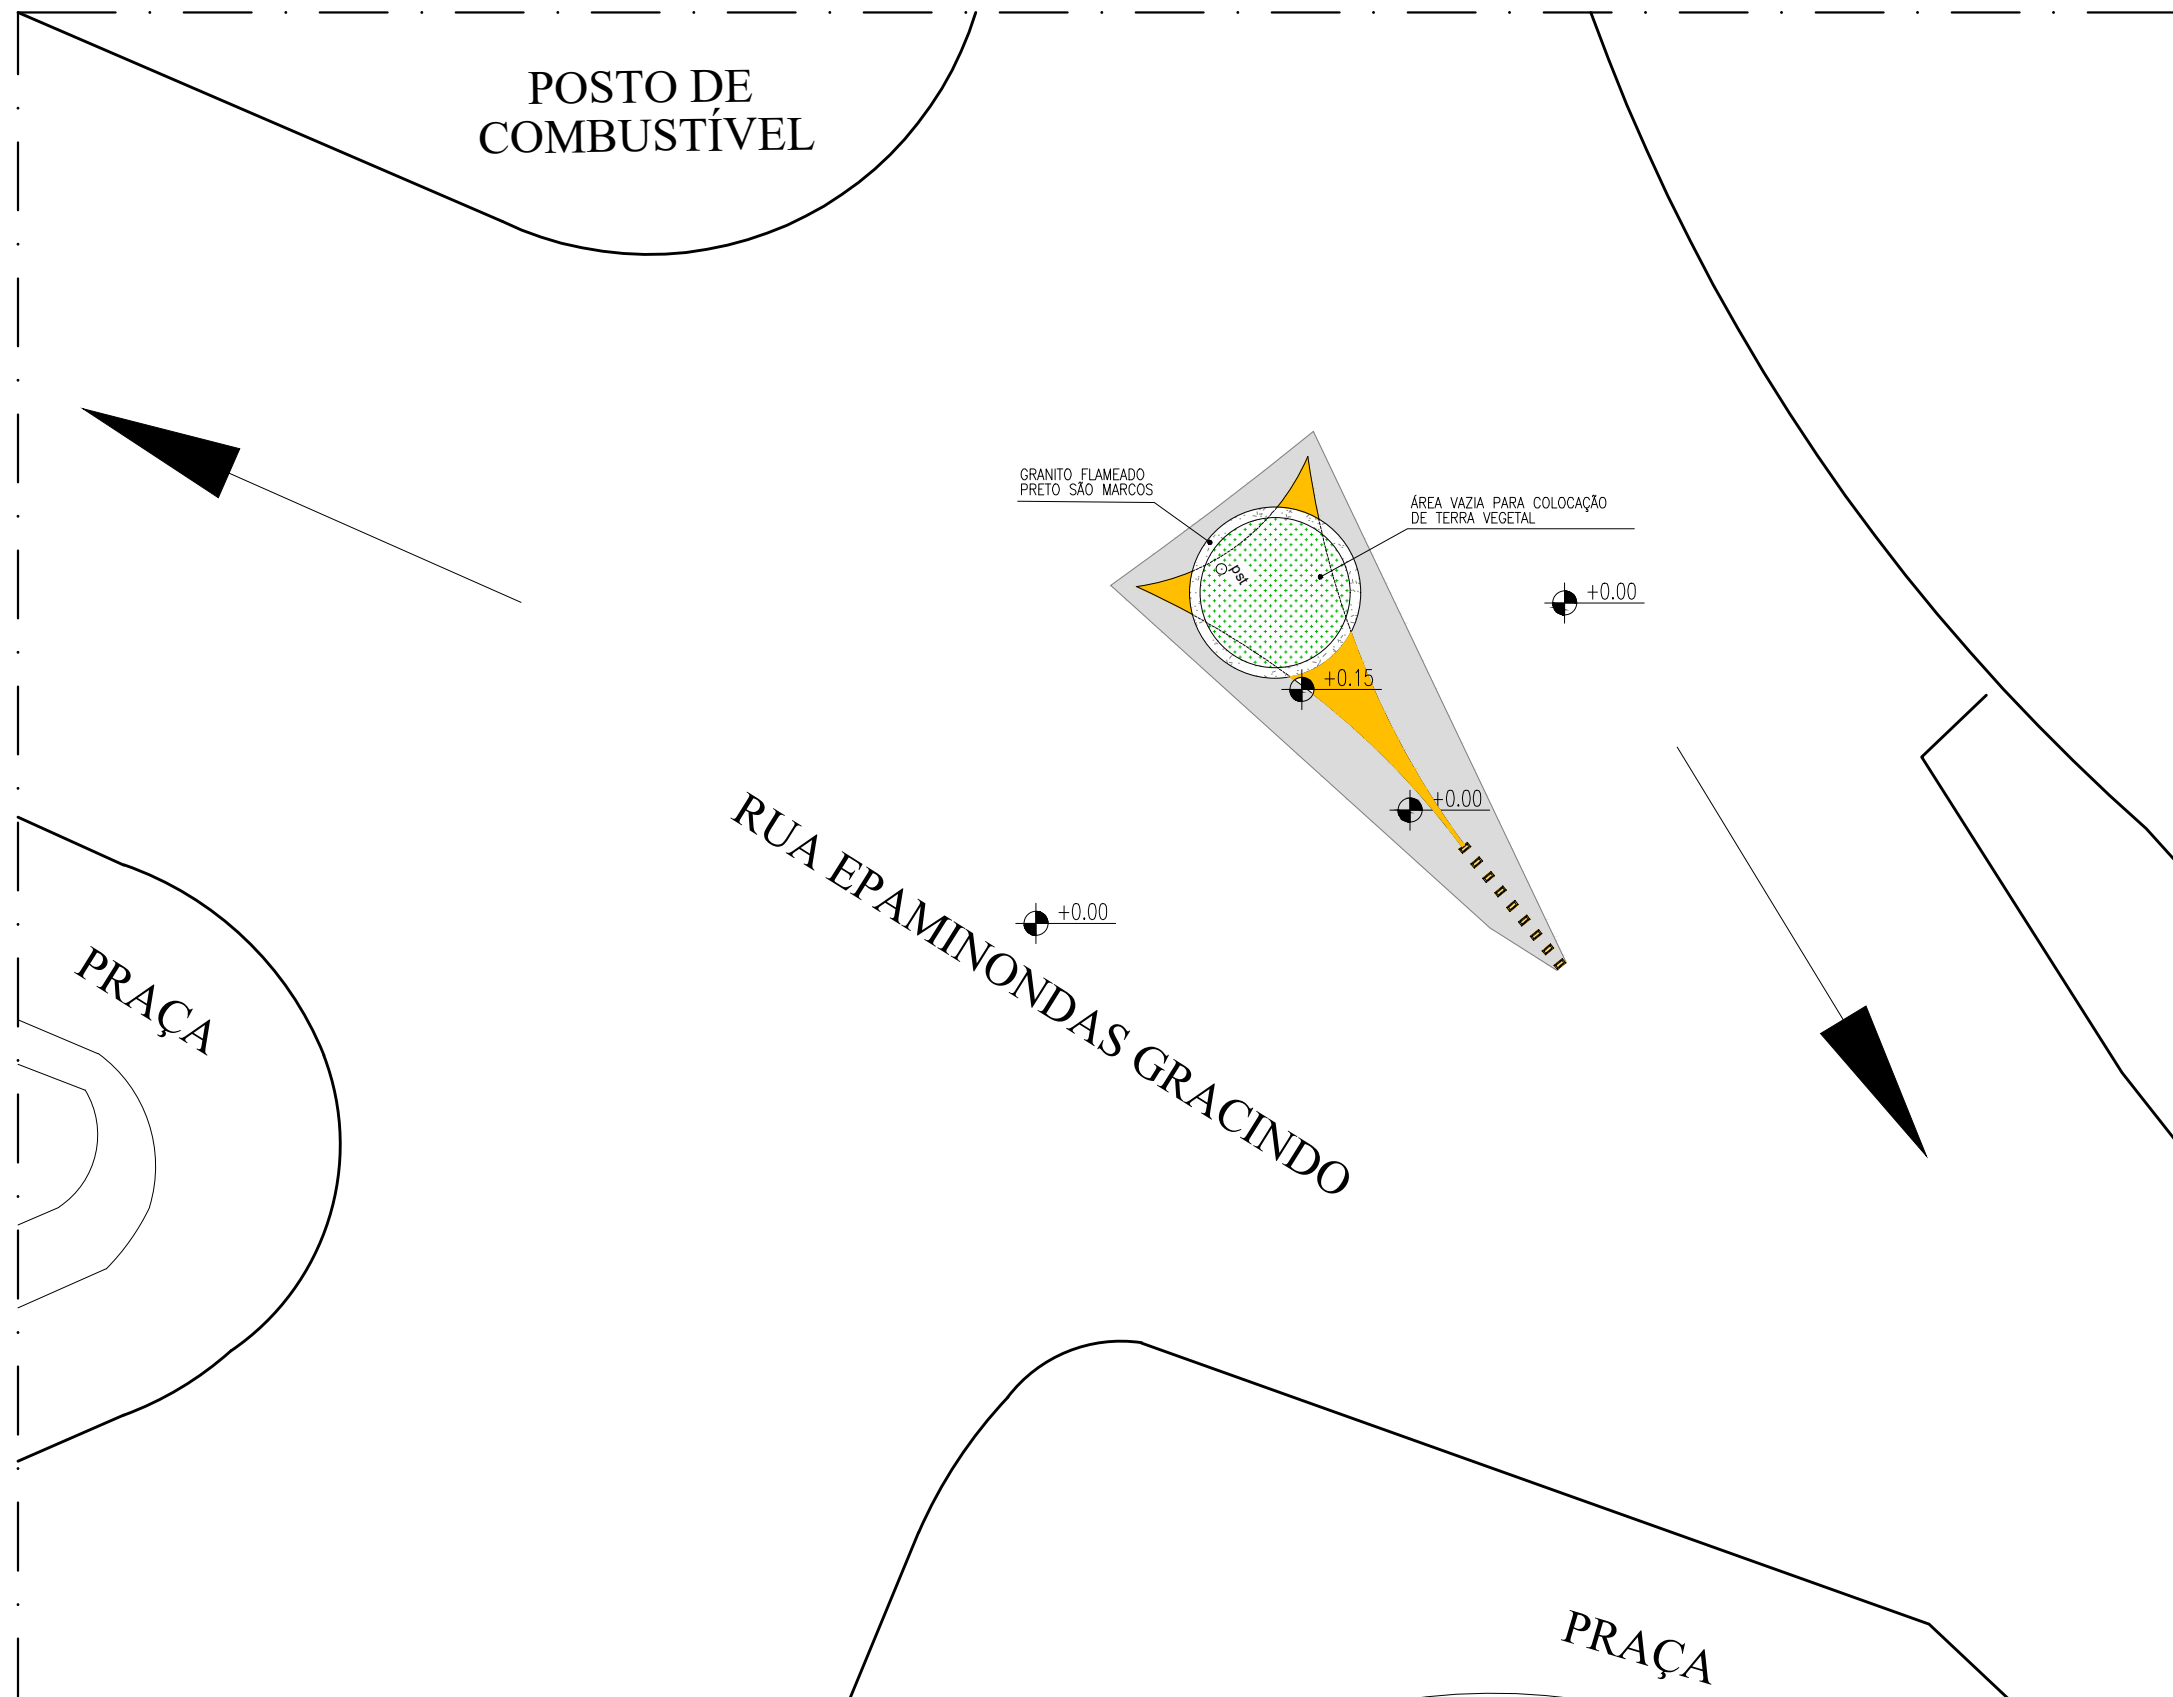 POSTO DE
COMBUSTÍVEL
GRANITO FLAMEADO
PRETO SÃO MARCOS
ÁREA VAZIA PARA COLOCAÇÃO
DE TERRA VEGETAL
pst
+0.00
+0.15
+0.00
+0.00
RUA EPAMINONDAS GRACINDO
PRAÇA
PRAÇA